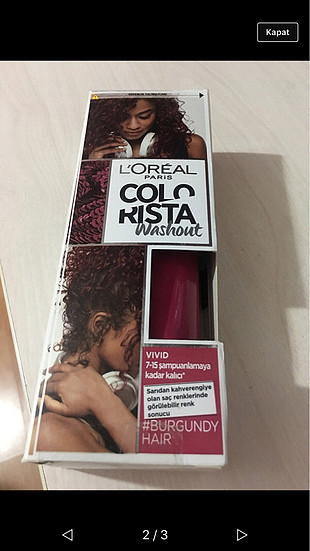 Kapat
L'ORÉAL
PARIS
COLO
RISTA
Washout
VIVID
7-15 şampuanlamaya
kadar kalıcı*
Sarıdan kahverengiye
olan saç renklerinde
görülebilir renk
sonucu
#BURGUNDY
HAIR
2 / 3